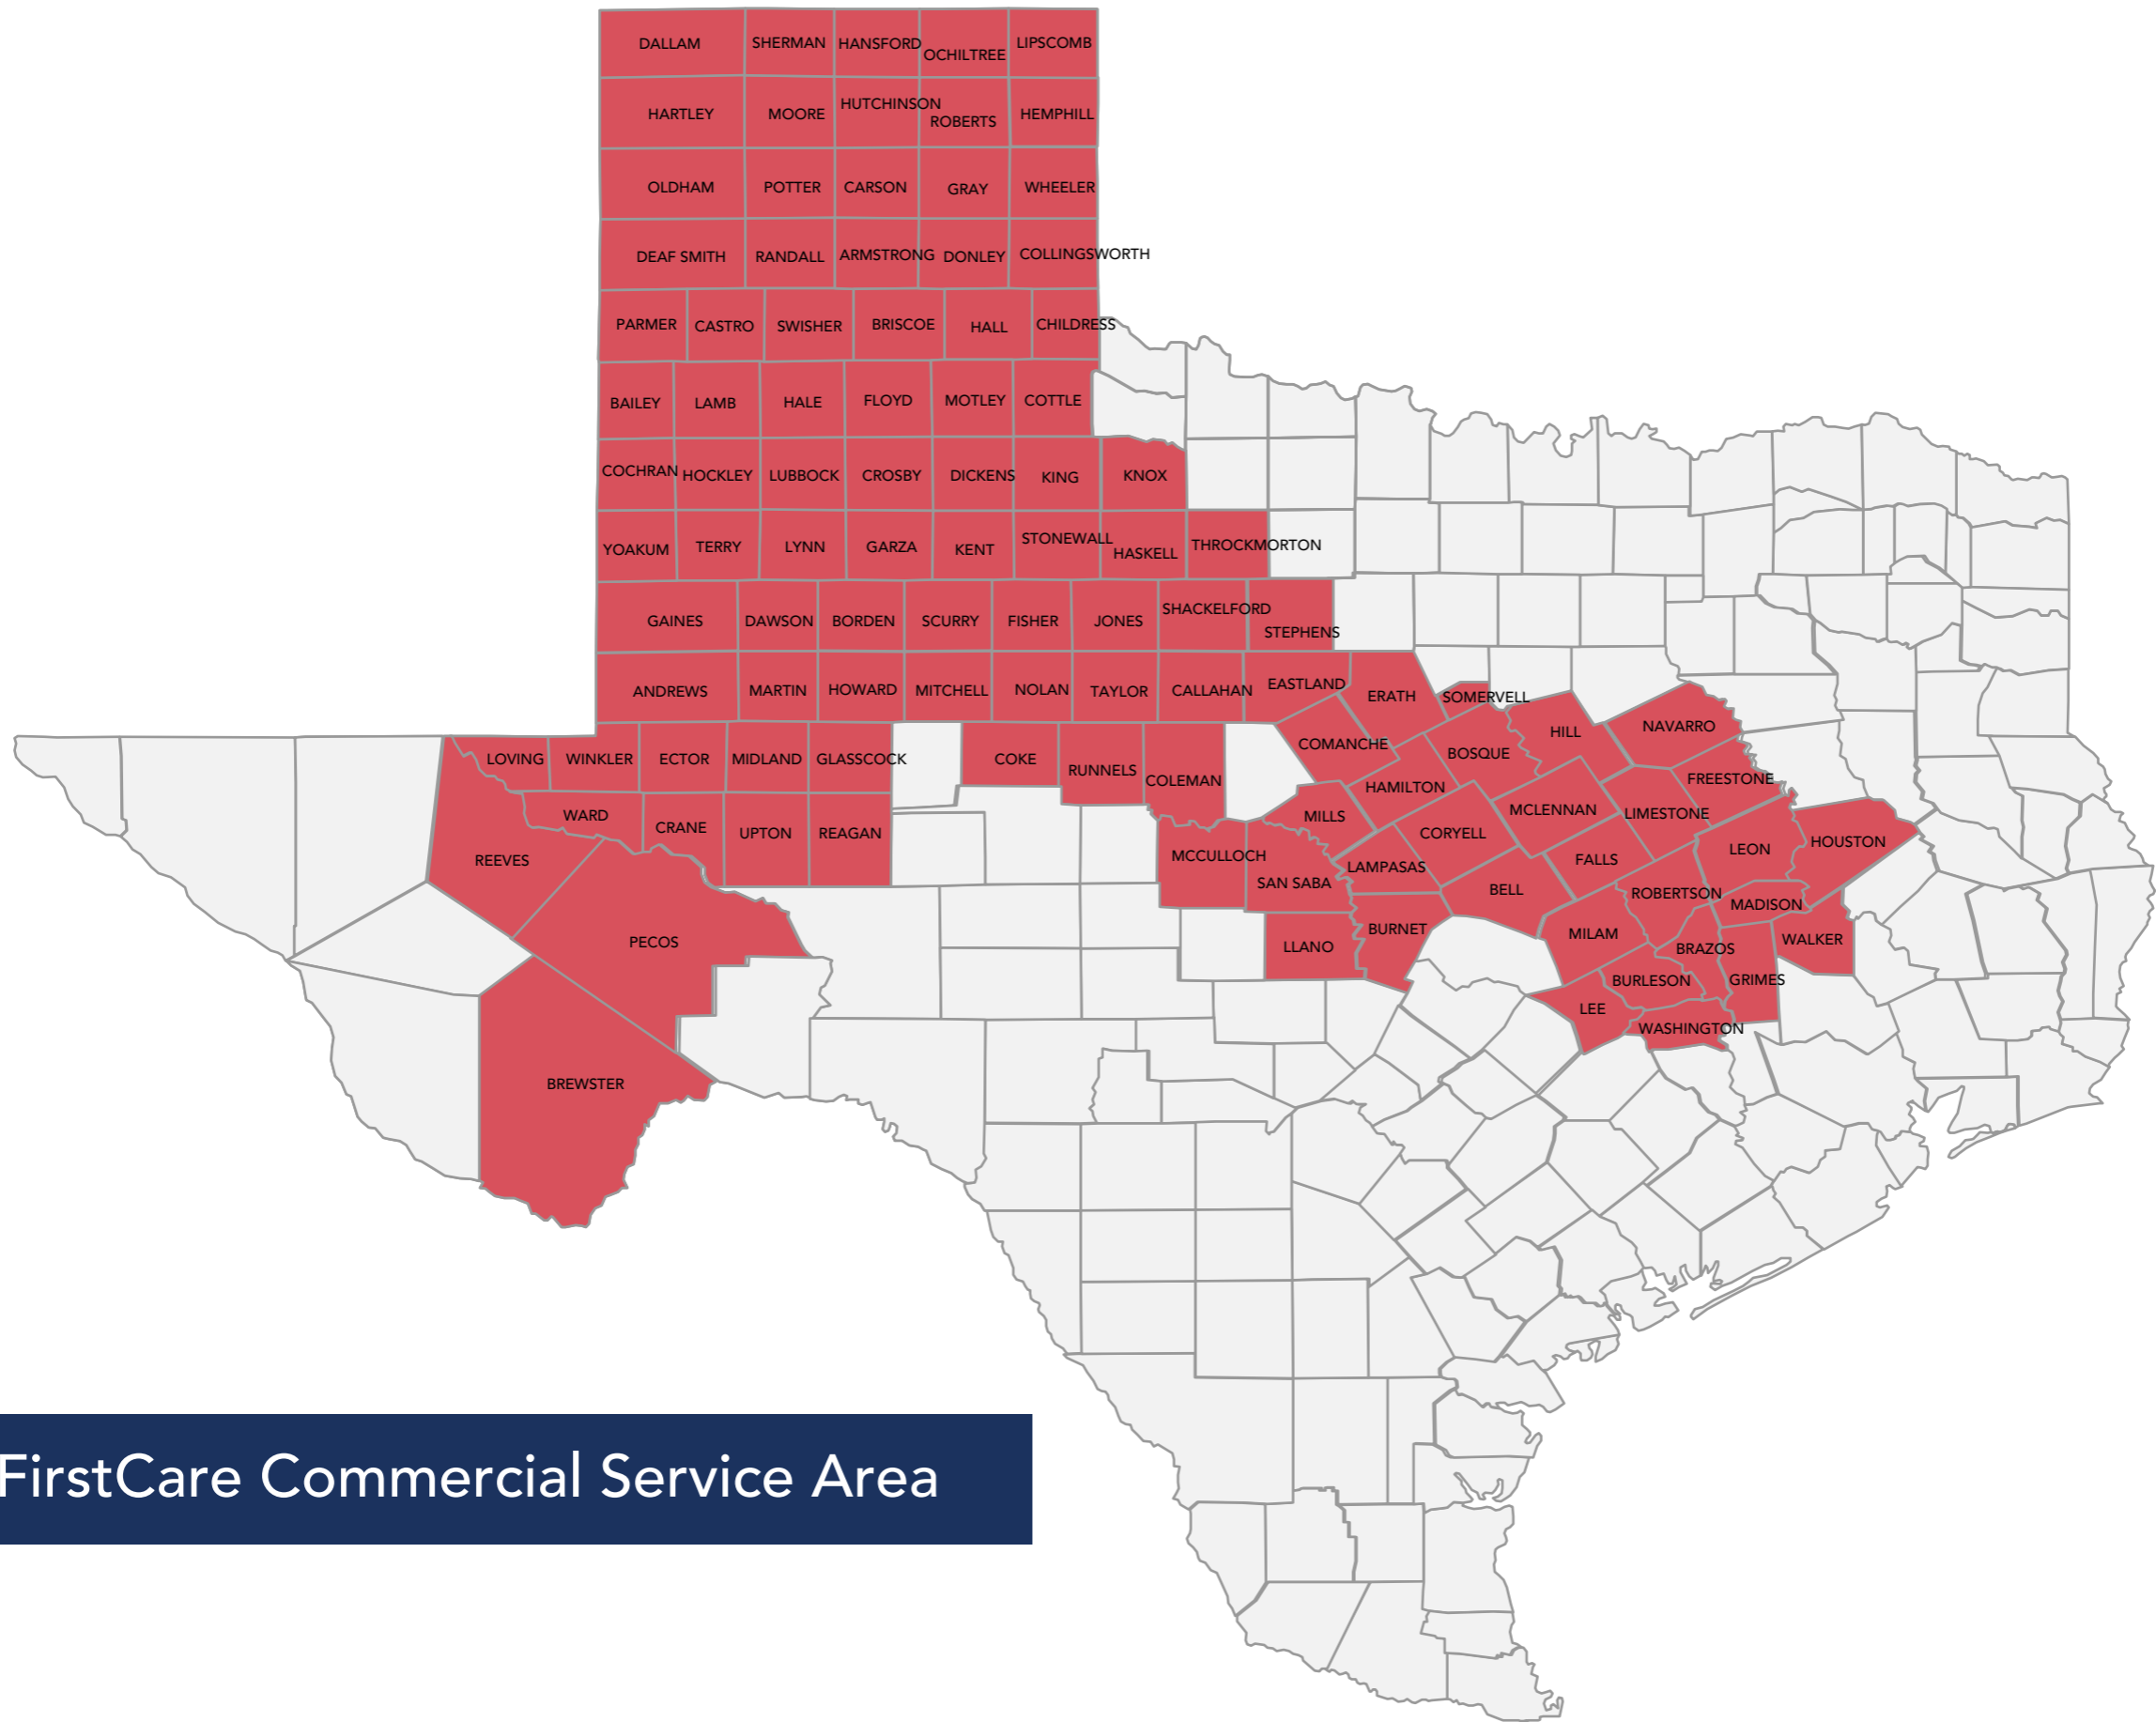 DALLAM SHERMAN HANSFORD OCHILTREE LIPSCOMB
HARTLEY MOORE HUTCHINSON ROBERTS HEMPHILL
OLDHAM POTTER CARSON GRAY WHEELER
DEAF SMITH RANDALL ARMSTRONG DONLEY COLLINGSWORTH
PARMER CASTRO SWISHER BRISCOE HALL CHILDRESS
BAILEY LAMB HALE FLOYD MOTLEY COTTLE
COCHRAN HOCKLEY LUBBOCK CROSBY DICKENS KING KNOX
YOAKUM TERRY LYNN GARZA KENT STONEWALL HASKELL THROCKMORTON
GAINES DAWSON BORDEN SCURRY FISHER JONES SHACKELFORD STEPHENS
ANDREWS MARTIN HOWARD MITCHELL NOLAN TAYLOR CALLAHAN EASTLAND ERATH SOMERVELL
LOVING WINKLER ECTOR MIDLAND GLASSCOCK COKE RUNNELS COLEMAN COMANCHE BOSQUE HILL NAVARRO
WARD CRANE UPTON REAGAN MILLS HAMILTON MCLENNAN LIMESTONE FREESTONE
REEVES MCCULLOCH SAN SABA LAMPASAS CORYELL FALLS LEON HOUSTON
BELL ROBERTSON MADISON
PECOS LLANO BURNET MILAM BRAZOS WALKER
BURLESON GRIMES
LEE WASHINGTON
BREWSTER
FirstCare Commercial Service Area